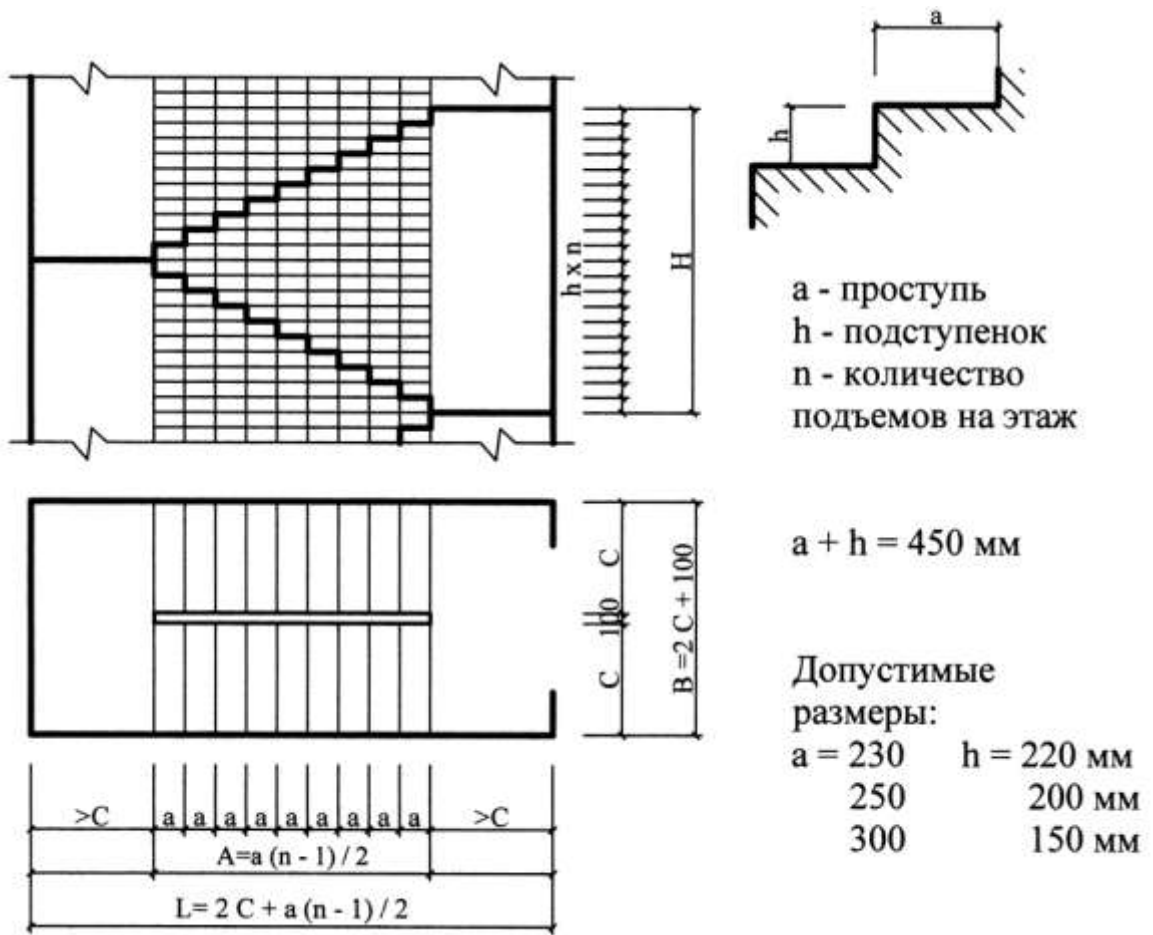 a
h
h x n
H
a - проступь
h - подступенок
n - количество
подъемов на этаж
C
100
C
B =2 C + 100
a + h = 450 мм
Допустимые
размеры:
a = 230 h = 220 мм
250 200 мм
300 150 мм
>C a a a a a a a a a >C
A=a (n - 1) / 2
L= 2 C + a (n - 1) / 2